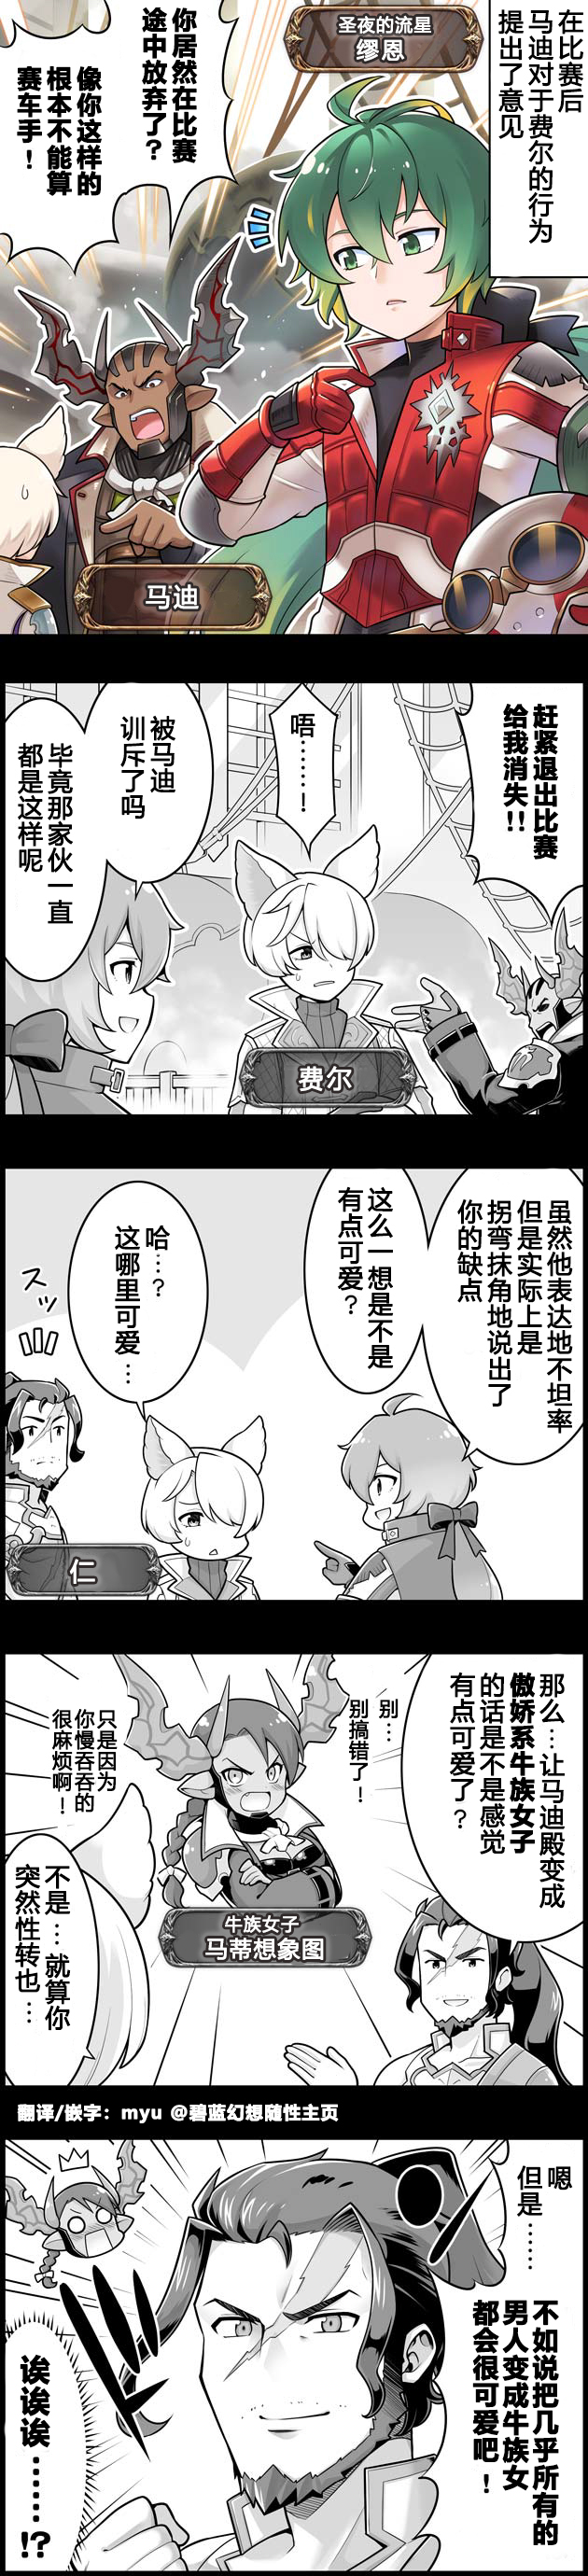 在比赛后
马迪对于费尔的行为
提出了意见
圣夜的流星
缪恩
你居然在比赛
途中放弃了？
像你这样的
根本不能算
赛车手！
马迪
赶紧退出比赛
给我消失!!
唔……！
被马迪
训斥了吗
毕竟那家伙一直
都是这样呢
费尔
虽然他表达地不坦率
但是实际上是
拐弯抹角地说出了
你的缺点
这么一想是不是
有点可爱？
哈…？
这哪里可爱…
スッ
仁
那么…让马迪殿变成
傲娇系牛族女子
的话是不是感觉
有点可爱了？
别…
别搞错了！
只是因为
你慢吞吞的
很麻烦啊！
牛族女子
马蒂想象图
不是…就算你
突然性转也…
翻译/嵌字：myu @碧蓝幻想随性主页
嗯
但是……
不如说把几乎所有的
男人变成牛族女
都会很可爱吧！
ドン
诶诶诶……!?